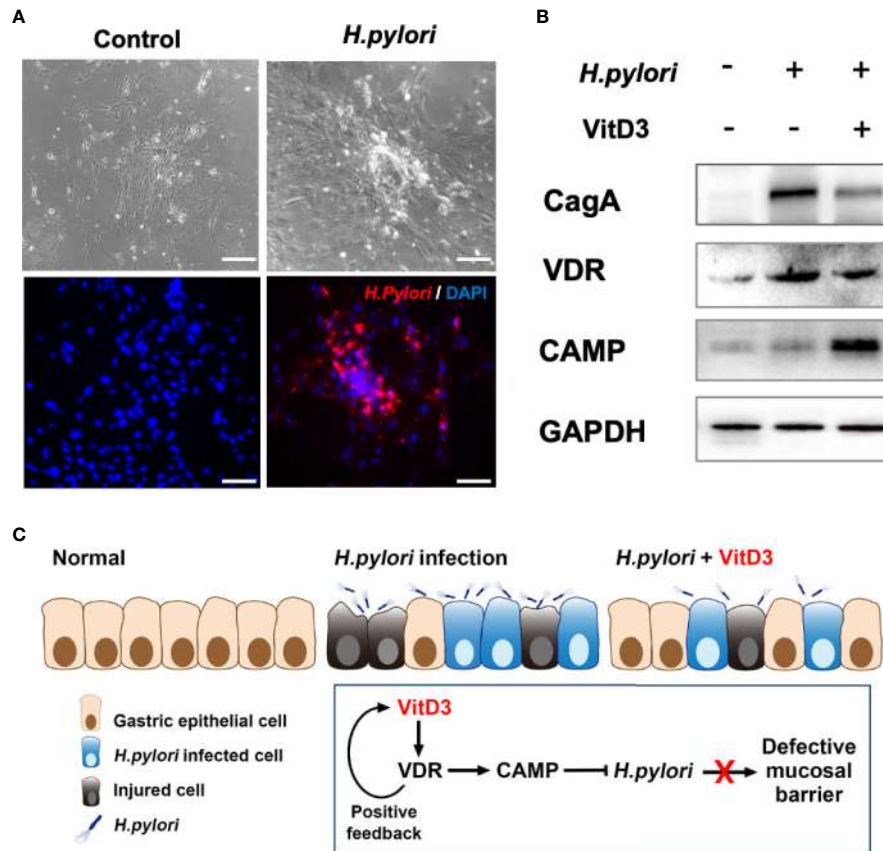 A
Control
H.pylori
H.Pylori / DAPI
B
H.pylori - + +
VitD3 - - +
CagA
VDR
CAMP
GAPDH
C
Normal
H.pylori infection
H.pylori + VitD3
Gastric epithelial cell
H.pylori infected cell
Injured cell
H.pylori
VitD3
VDR
CAMP
H.pylori
X
Defective
mucosal
barrier
Positive
feedback